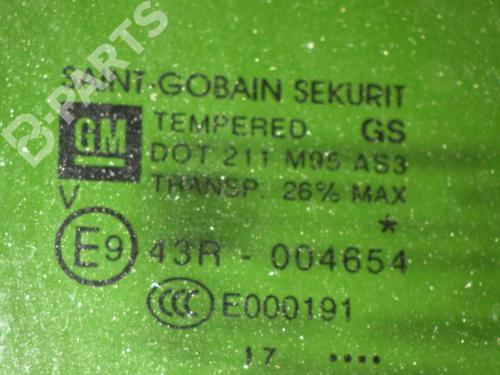 SAINT-GOBAIN SEKURIT
GM
TEMPERED GS
DOT 211 M95 AS3
TRANSP. 26% MAX
V
*
E9 43R - 004654
CCC E000191
17 ....
B-PARTS
B-PARTS